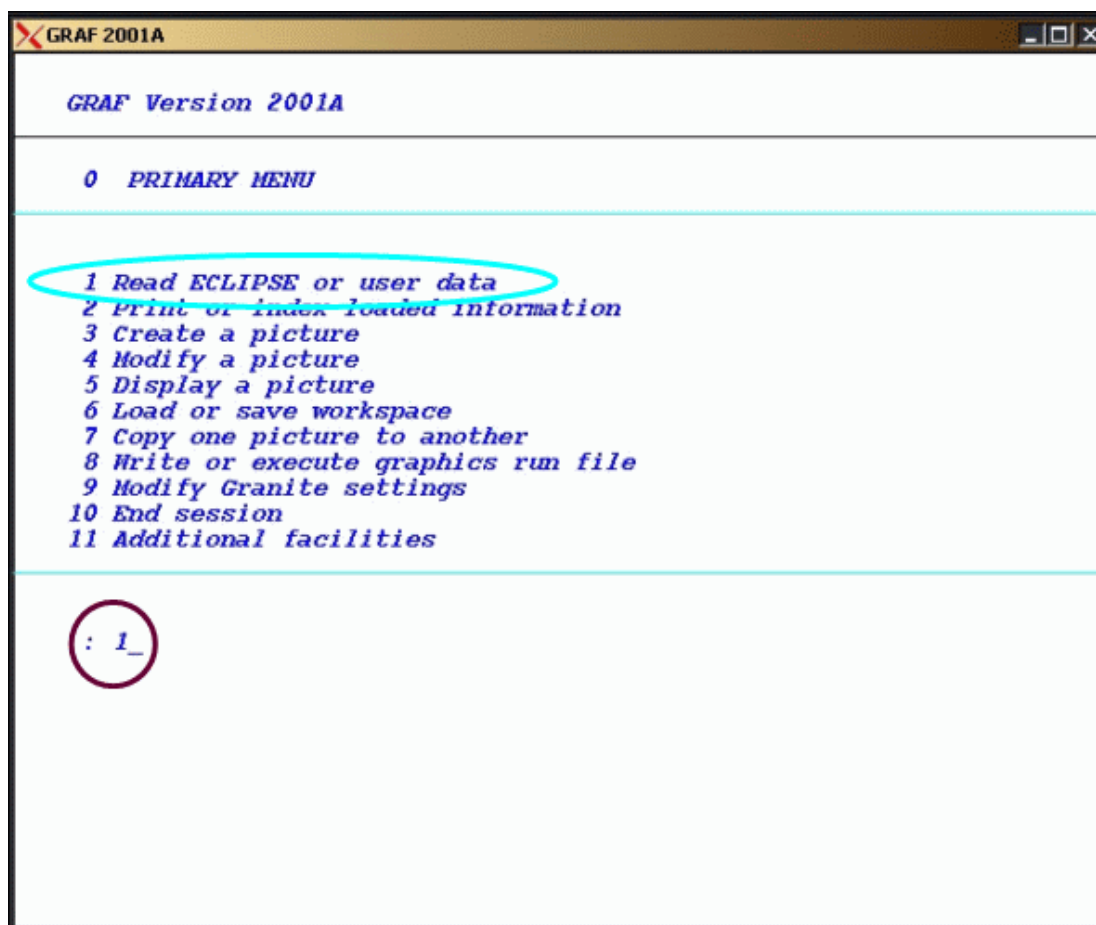 GRAF 2001A
GRAF Version 2001A
0 PRIMARY MENU
1 Read ECLIPSE or user data
2 Print or index loaded information
3 Create a picture
4 Modify a picture
5 Display a picture
6 Load or save workspace
7 Copy one picture to another
8 Write or execute graphics run file
9 Modify Granite settings
10 End session
11 Additional facilities
: 1_